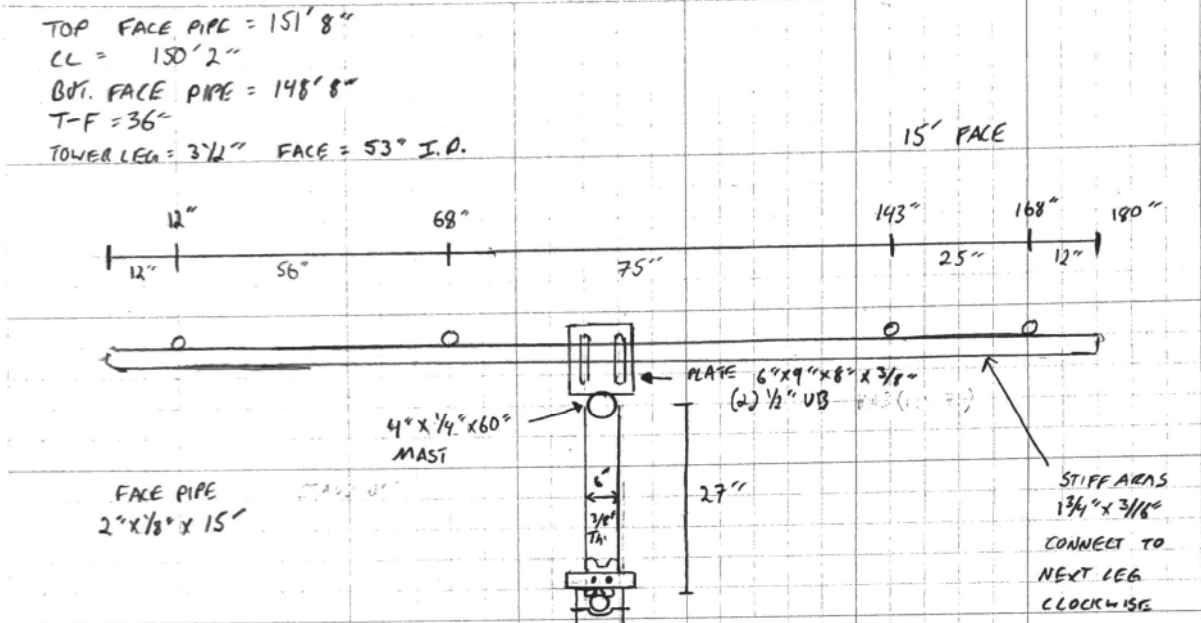 TOP FACE PIPE = 151' 8"
CL = 150' 2"
BOT. FACE PIPE = 148' 8"
T-F = 36"
TOWER LEG = 3 1/2" FACE = 53" I.D.
15' FACE
12" 68" 143" 168" 180"
12" 56" 75" 25" 12"
PLATE 6" X 9" X 8" X 3/8"
(2) 1/2" UB
4" X 1/4" X 60"
MAST
6"
3/8"
TH.
27"
FACE PIPE
2" X 1/8" X 15'
STIFF ARMS
1 3/4" X 3/16"
CONNECT TO
NEXT LEG
CLOCKWISE